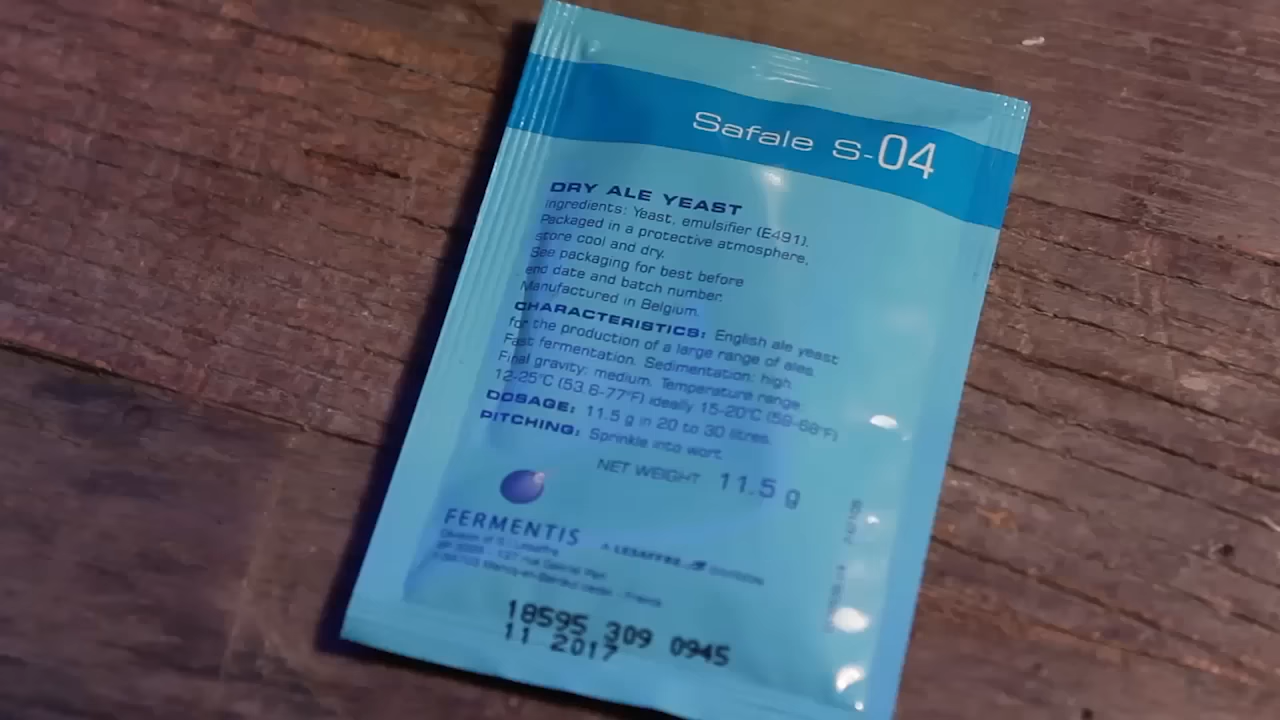 Safale S-04
DRY ALE YEAST
Ingredients: Yeast, emulsifier (E491).
Packaged in a protective atmosphere,
store cool and dry.
See packaging for best before
end date and batch number.
Manufactured in Belgium.
CHARACTERISTICS: English ale yeast
for the production of a large range of ales.
Fast fermentation. Sedimentation: high.
Final gravity: medium. Temperature range
12-25°C (53.6-77°F) ideally 15-20°C (59-68°F)
DOSAGE: 11.5 g in 20 to 30 litres.
PITCHING: Sprinkle into wort
NET WEIGHT 11.5 g
FERMENTIS
Division of S.I. Lesaffre
A LESAFFRE DIVISION
18595 309 0945
11 2017